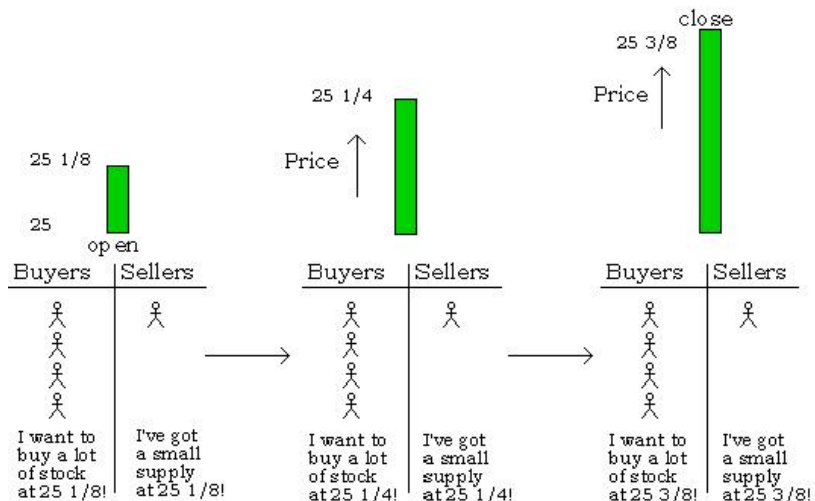 25 1/8
25
open
Buyers
Sellers
I want to
buy a lot
of stock
at 25 1/8!
I've got
a small
supply
at 25 1/8!
25 1/4
Price
Buyers
Sellers
I want to
buy a lot
of stock
at 25 1/4!
I've got
a small
supply
at 25 1/4!
close
25 3/8
Price
Buyers
Sellers
I want to
buy a lot
of stock
at 25 3/8!
I've got
a small
supply
at 25 3/8!